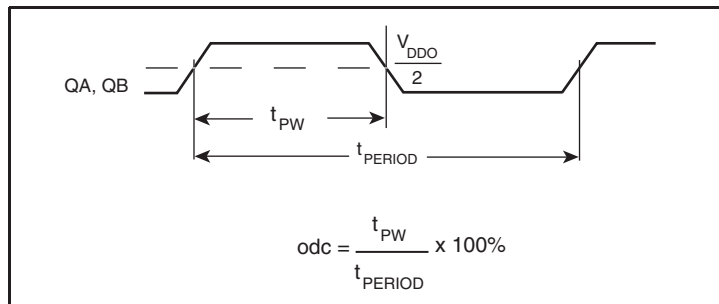 V_DDO
2
QA, QB
t_PW
t_PERIOD
odc = t_PW / t_PERIOD x 100%